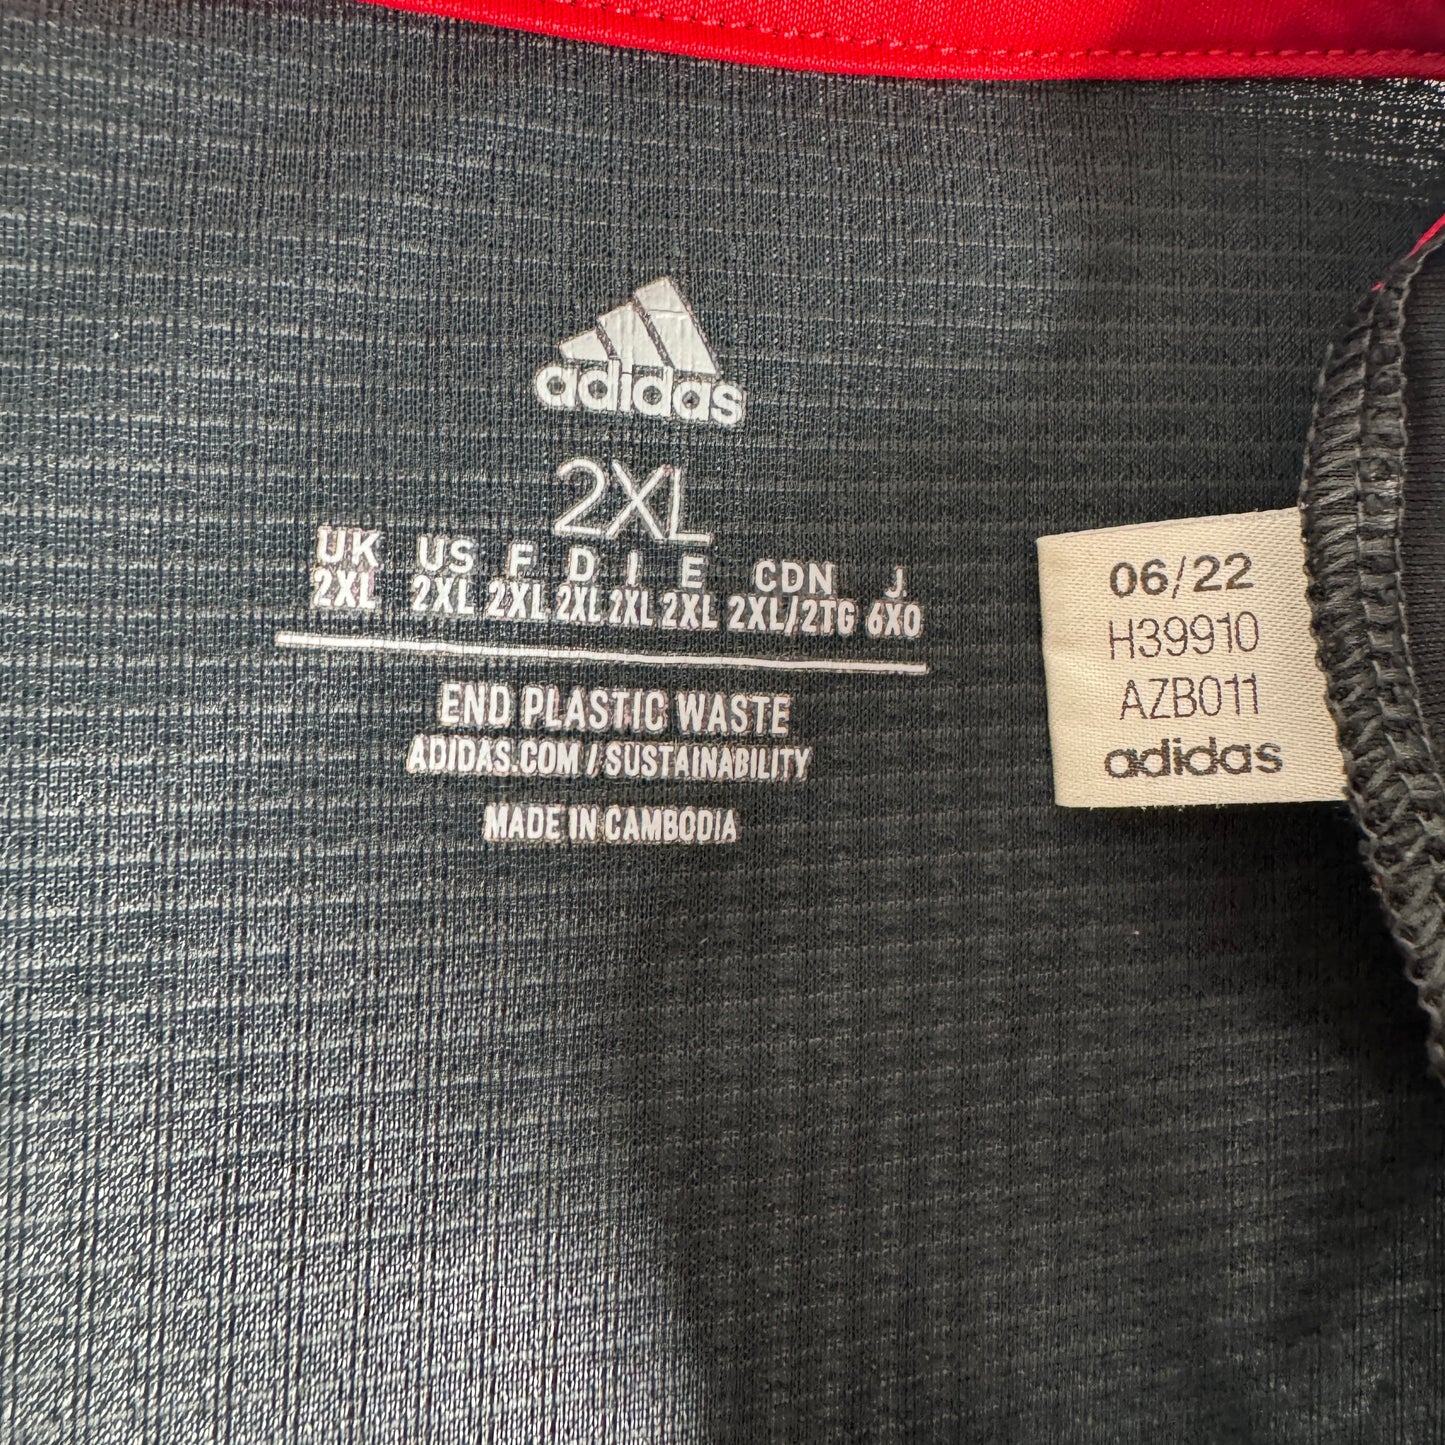 adidas
2XL
UK US F D I E CDN J
2XL 2XL 2XL 2XL 2XL 2XL 2XL/2TG 6XO
END PLASTIC WASTE
ADIDAS.COM / SUSTAINABILITY
MADE IN CAMBODIA
06/22
H39910
AZB011
adidas